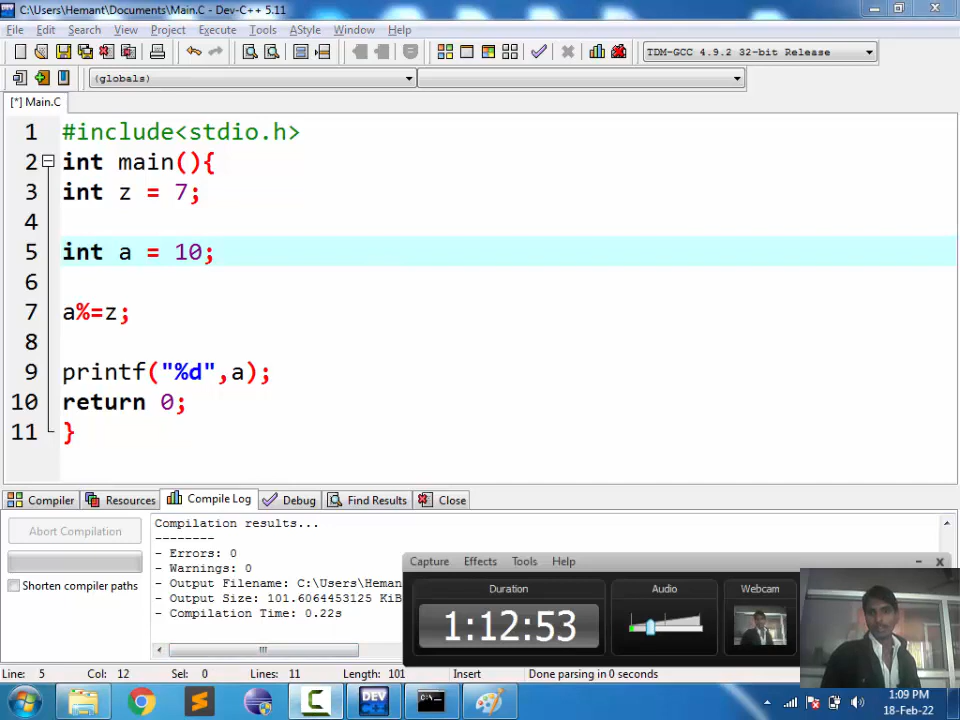 C:\Users\Hemant\Documents\Main.C - Dev-C++ 5.11
File Edit Search View Project Execute Tools AStyle Window Help
TDM-GCC 4.9.2 32-bit Release
(globals)
[*] Main.C
1 #include<stdio.h>
2 int main(){
3 int z = 7;
4
5 int a = 10;
6
7 a%=z;
8
9 printf("%d",a);
10 return 0;
11 }
Compiler Resources Compile Log Debug Find Results Close
Abort Compilation
Shorten compiler paths
Compilation results...
--------
- Errors: 0
- Warnings: 0
- Output Filename: C:\Users\Heman
- Output Size: 101.6064453125 KiB
- Compilation Time: 0.22s
Capture Effects Tools Help
Duration Audio Webcam
1:12:53
Line: 5 Col: 12 Sel: 0 Lines: 11 Length: 101 Insert Done parsing in 0 seconds
DEV
1:09 PM
18-Feb-22